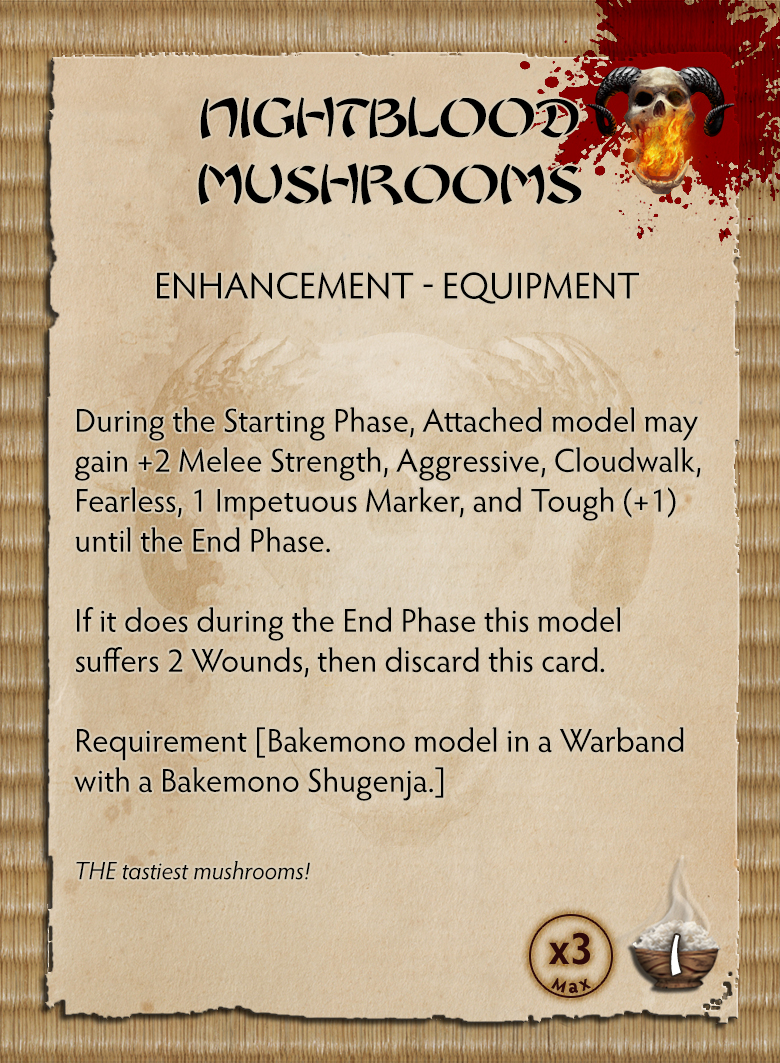 NIGHTBLOOD
MUSHROOMS
ENHANCEMENT - EQUIPMENT
During the Starting Phase, Attached model may
gain +2 Melee Strength, Aggressive, Cloudwalk,
Fearless, 1 Impetuous Marker, and Tough (+1)
until the End Phase.
If it does during the End Phase this model
suffers 2 Wounds, then discard this card.
Requirement [Bakemono model in a Warband
with a Bakemono Shugenja.]
THE tastiest mushrooms!
x3
Max
1